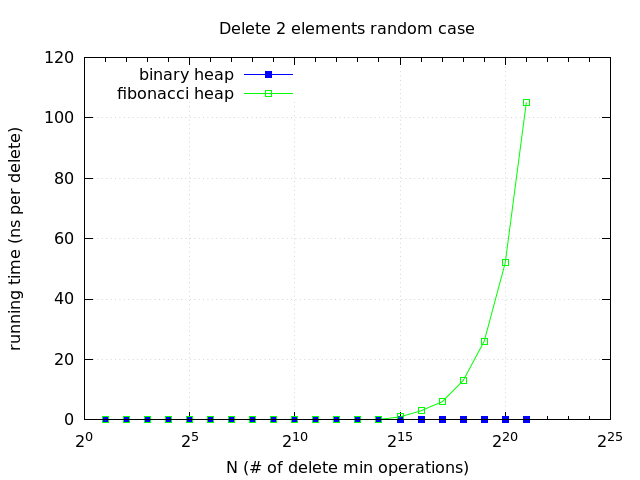 Delete 2 elements random case
binary heap
fibonacci heap
running time (ns per delete)
120
100
80
60
40
20
0
2^0 2^5 2^10 2^15 2^20 2^25
N (# of delete min operations)